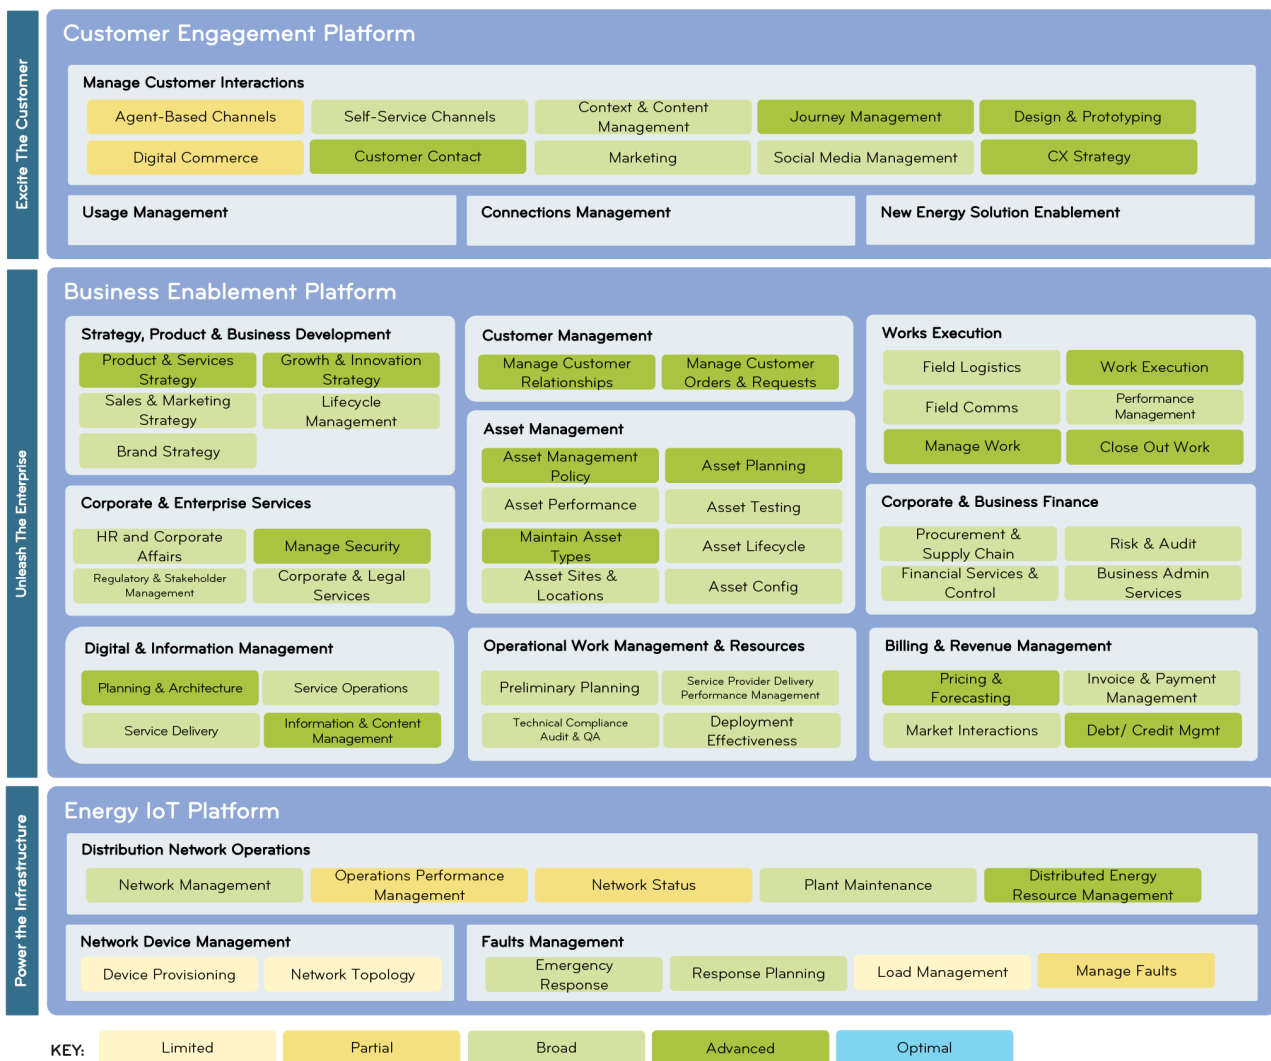 Excite The Customer
Customer Engagement Platform
Manage Customer Interactions
Agent-Based Channels
Self-Service Channels
Context & Content
Management
Journey Management
Design & Prototyping
Digital Commerce
Customer Contact
Marketing
Social Media Management
CX Strategy
Usage Management
Connections Management
New Energy Solution Enablement
Unleash The Enterprise
Business Enablement Platform
Strategy, Product & Business Development
Product & Services
Strategy
Growth & Innovation
Strategy
Sales & Marketing
Strategy
Lifecycle
Management
Brand Strategy
Customer Management
Manage Customer
Relationships
Manage Customer
Orders & Requests
Works Execution
Field Logistics
Work Execution
Field Comms
Performance
Management
Manage Work
Close Out Work
Asset Management
Asset Management
Policy
Asset Planning
Asset Performance
Asset Testing
Maintain Asset
Types
Asset Lifecycle
Asset Sites &
Locations
Asset Config
Corporate & Enterprise Services
HR and Corporate
Affairs
Manage Security
Regulatory & Stakeholder
Management
Corporate & Legal
Services
Corporate & Business Finance
Procurement &
Supply Chain
Risk & Audit
Financial Services &
Control
Business Admin
Services
Digital & Information Management
Planning & Architecture
Service Operations
Service Delivery
Information & Content
Management
Operational Work Management & Resources
Preliminary Planning
Service Provider Delivery
Performance Management
Technical Compliance
Audit & QA
Deployment
Effectiveness
Billing & Revenue Management
Pricing &
Forecasting
Invoice & Payment
Management
Market Interactions
Debt/ Credit Mgmt
Power the Infrastructure
Energy IoT Platform
Distribution Network Operations
Network Management
Operations Performance
Management
Network Status
Plant Maintenance
Distributed Energy
Resource Management
Network Device Management
Device Provisioning
Network Topology
Faults Management
Emergency
Response
Response Planning
Load Management
Manage Faults
KEY:
Limited
Partial
Broad
Advanced
Optimal